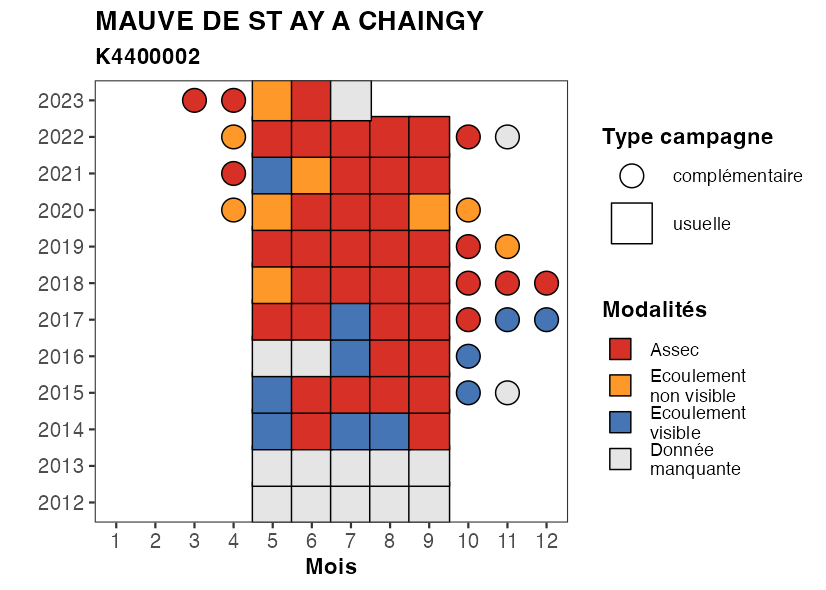 MAUVE DE ST AY A CHAINGY
K4400002
2023
2022
2021
2020
2019
2018
2017
2016
2015
2014
2013
2012
1 2 3 4 5 6 7 8 9 10 11 12
Mois
Type campagne
complémentaire
usuelle
Modalités
Assec
Ecoulement
non visible
Ecoulement
visible
Donnée
manquante